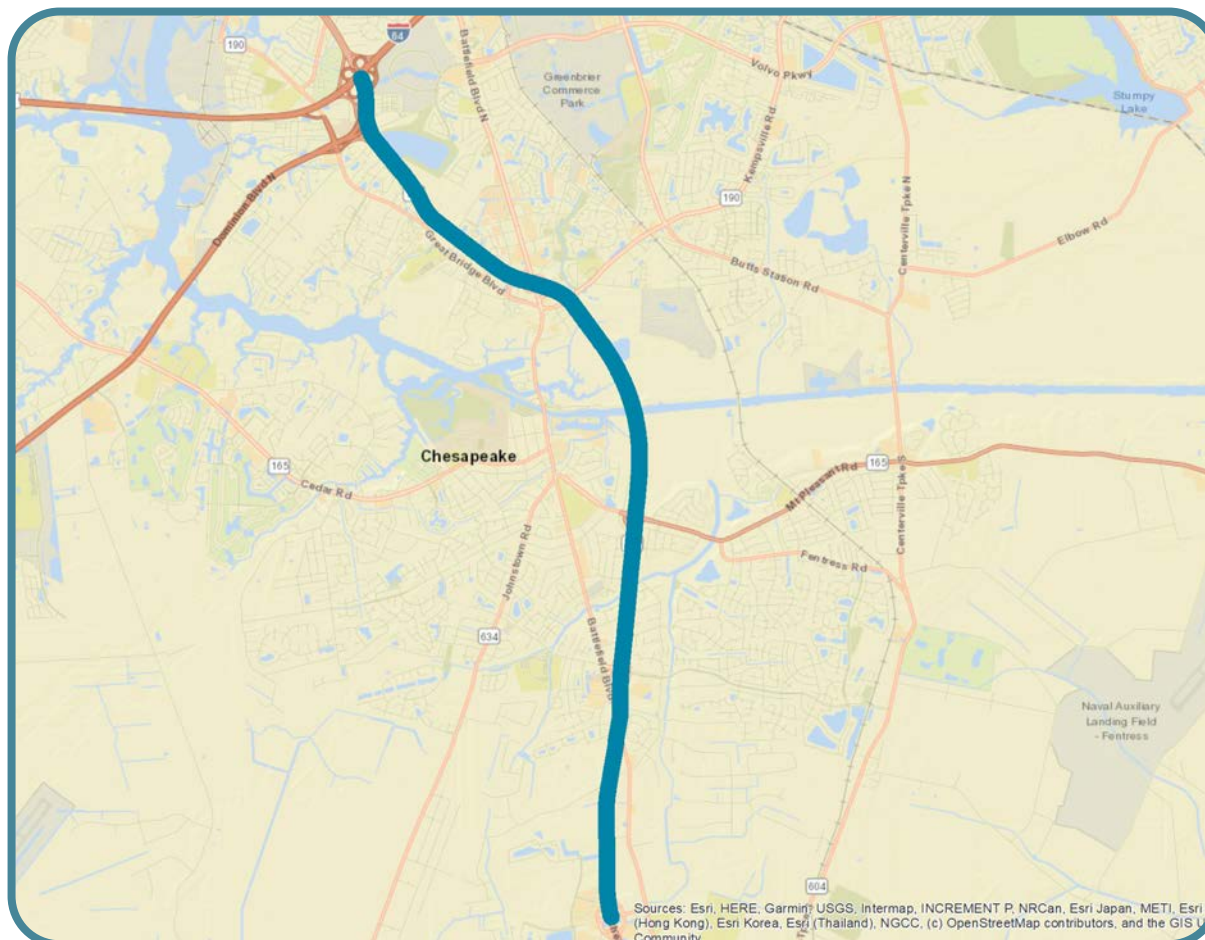 64
190
Battlefield Blvd N
Volvo Pkwy
Greenbrier
Commerce
Park
Stumpy
Lake
Kempsville Rd
190
Dominion Blvd N
Centerville Tpke N
Elbow Rd
Great Bridge Blvd
Butts Station Rd
Chesapeake
165
Cedar Rd
165
Mt Pleasant Rd
Centerville Tpke S
Johnstown Rd
Fentress Rd
634
Battlefield Blvd
Naval Auxiliary
Landing Field
- Fentress
604
Sources: Esri, HERE, Garmin, USGS, Intermap, INCREMENT P, NRCan, Esri Japan, METI, Esri
(Hong Kong), Esri Korea, Esri (Thailand), NGCC, (c) OpenStreetMap contributors, and the GIS U
Community